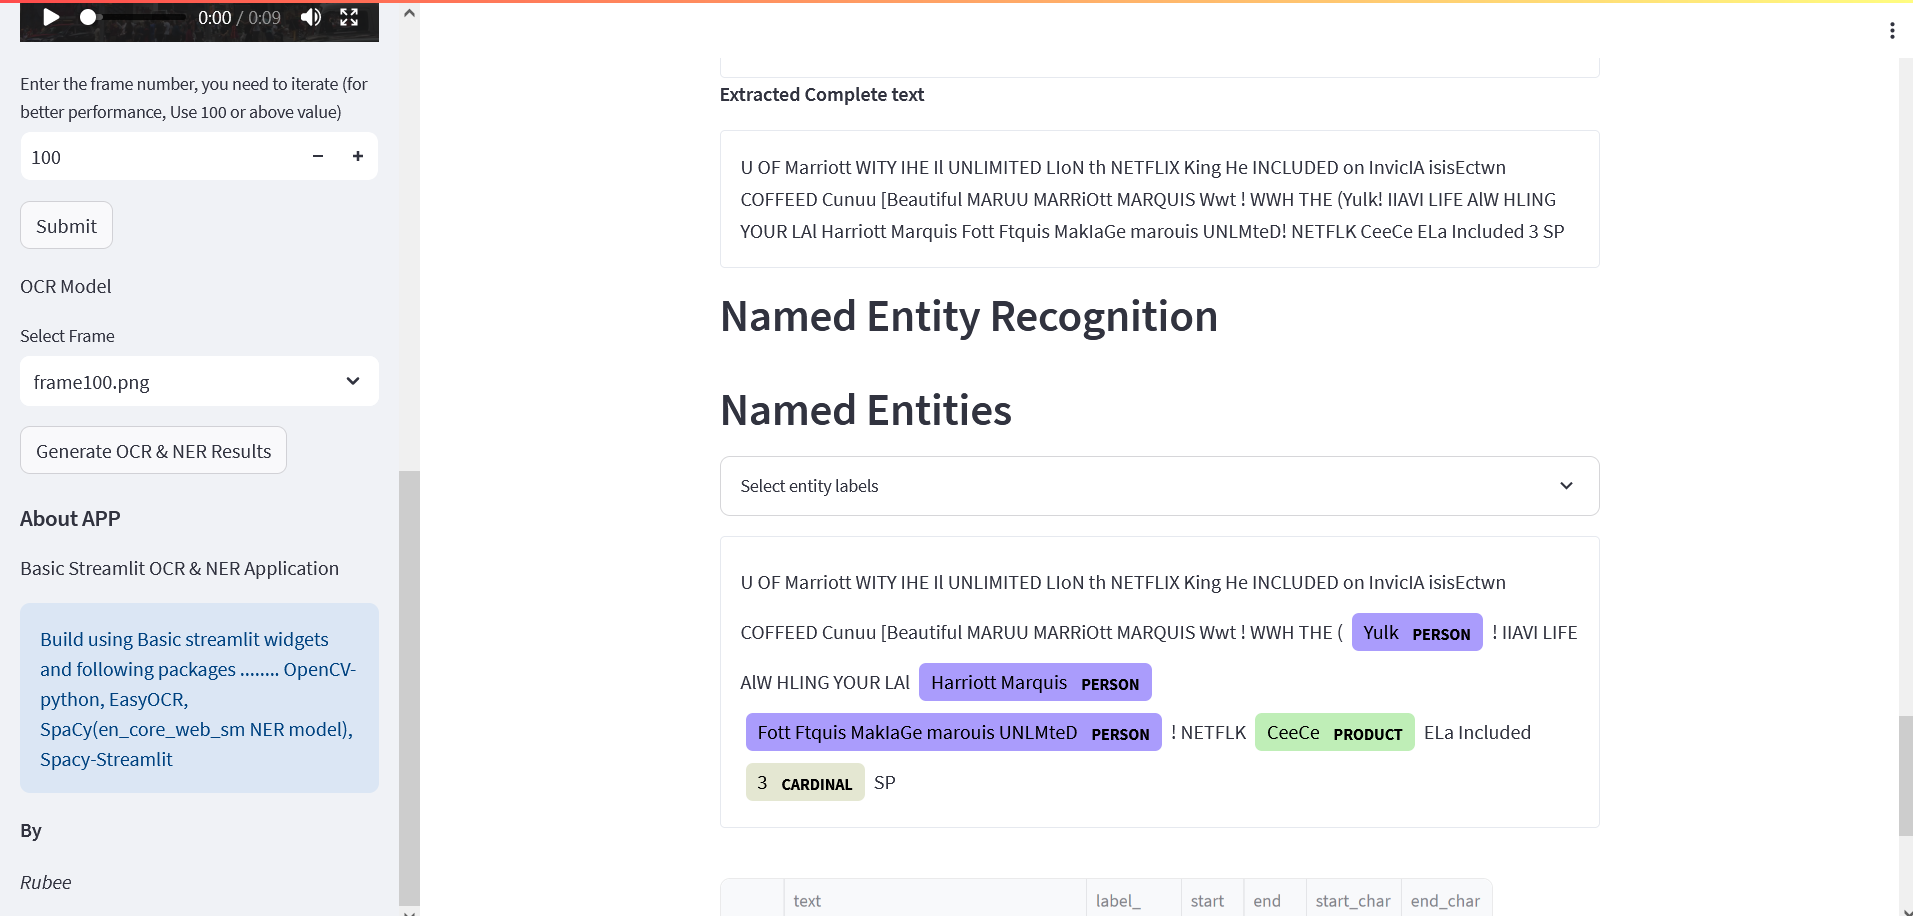 0:00 / 0:09
Enter the frame number, you need to iterate (for
better performance, Use 100 or above value)
100
Submit
OCR Model
Select Frame
frame100.png
Generate OCR & NER Results
About APP
Basic Streamlit OCR & NER Application
Build using Basic streamlit widgets
and following packages ........ OpenCV-
python, EasyOCR,
SpaCy(en_core_web_sm NER model),
Spacy-Streamlit
By
Rubee
Extracted Complete text
U OF Marriott WITY IHE Il UNLIMITED LIoN th NETFLIX King He INCLUDED on InvicIA isisEctwn
COFFEED Cunuu [Beautiful MARUU MARRiOtt MARQUIS Wwt ! WWH THE (Yulk! IIAVI LIFE AlW HLING
YOUR LAl Harriott Marquis Fott Ftquis MakIaGe marouis UNLMteD! NETFLK CeeCe ELa Included 3 SP
Named Entity Recognition
Named Entities
Select entity labels
U OF Marriott WITY IHE Il UNLIMITED LIoN th NETFLIX King He INCLUDED on InvicIA isisEctwn
COFFEED Cunuu [Beautiful MARUU MARRiOtt MARQUIS Wwt ! WWH THE ( Yulk PERSON ! IIAVI LIFE
AlW HLING YOUR LAl Harriott Marquis PERSON
Fott Ftquis MakIaGe marouis UNLMteD PERSON ! NETFLK CeeCe PRODUCT ELa Included
3 CARDINAL SP
text label_ start end start_char end_char